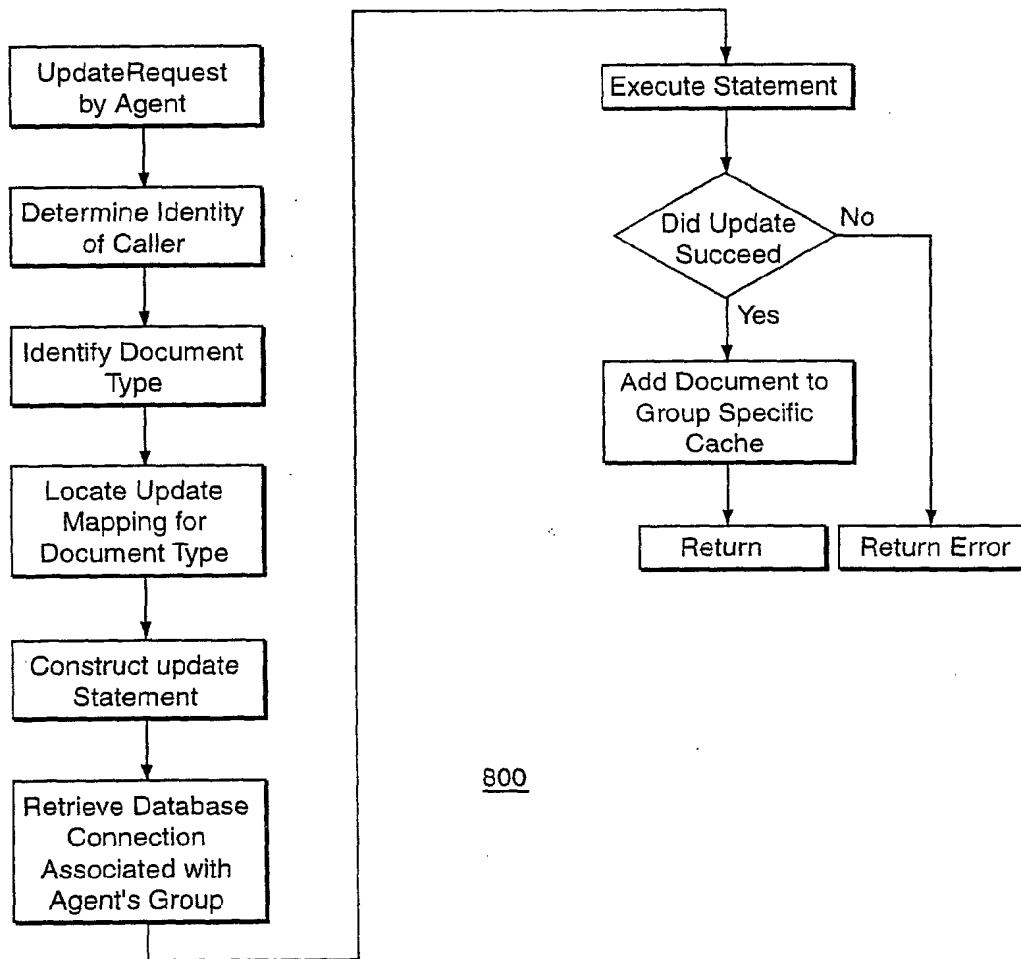 UpdateRequest
by Agent
Determine Identity
of Caller
Identify Document
Type
Locate Update
Mapping for
Document Type
Construct update
Statement
Retrieve Database
Connection
Associated with
Agent's Group
Execute Statement
Did Update
Succeed
No
Yes
Add Document to
Group Specific
Cache
Return
Return Error
800